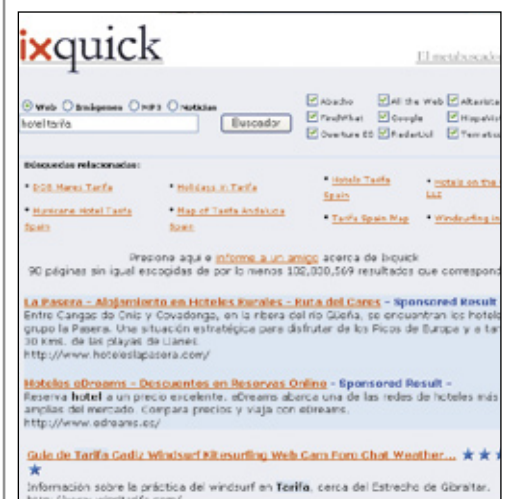 ixquick
El metabuscador
Web Imágenes MP3 Noticias
Abacho All the Web Altavista
hotel tarifa Buscador
FindWhat Google HispaVist
Overture ES
Búsquedas relacionadas:
* DOS Mares Tarifa * Holidays in Tarifa * Hotels Tarifa Spain * Hotels on the Luz
* Hurricane Hotel Tarifa Spain * Map of Tarifa Andalucia Spain * Tarifa Spain Map * Windsurfing in
Presione aquí e informe a un amigo acerca de Ixquick
90 páginas sin igual escogidas de por lo menos 102,030,569 resultados que correspond
La Pasera - Alojamiento en Hoteles Rurales - Ruta del Cares - Sponsored Result
Entre Cangas de Onis y Covadonga, en la ribera del río Güeña, se encuentran los hotele
grupo la Pasera. Una situación estratégica para disfrutar de los Picos de Europa y a tan
30 Kms. de las playas de Llanes.
http://www.hoteleslapasera.com/
Hoteles eDreams - Descuentos en Reservas Online - Sponsored Result -
Reserva hotel a un precio excelente. eDreams abarca una de las redes de hoteles más
amplias del mercado. Compara precios y viaja con eDreams.
http://www.edreams.es/
Guia de Tarifa Cadiz Windsurf Kitesurfing Web Cam Foro Chat Weather...
Información sobre la práctica del windsurf en Tarifa, cerca del Estrecho de Gibraltar.